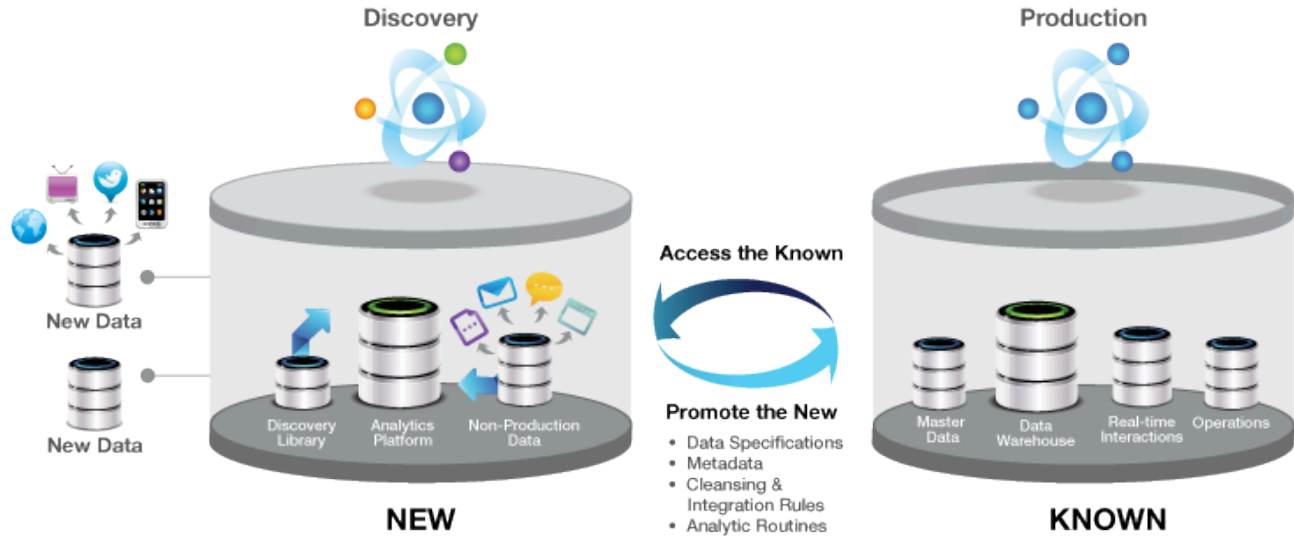 Discovery
Production
New Data
New Data
Discovery
Library
Analytics
Platform
Non-Production
Data
NEW
Access the Known
Promote the New
• Data Specifications
• Metadata
• Cleansing &
Integration Rules
• Analytic Routines
Master
Data
Data
Warehouse
Real-time
Interactions
Operations
KNOWN